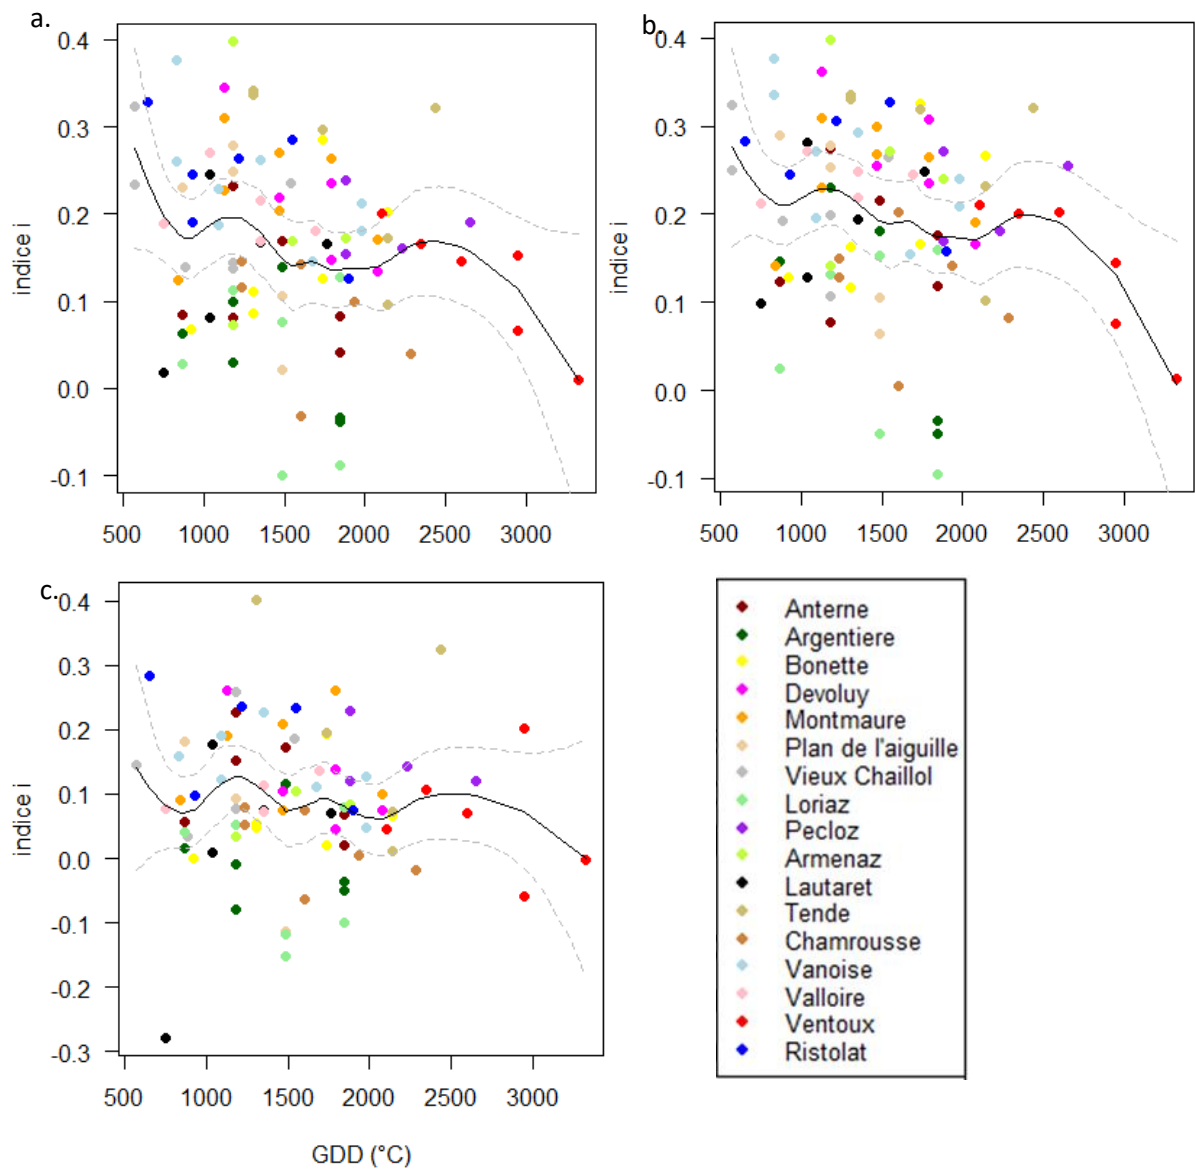 a.
0.4
0.3
0.2
0.1
0.0
-0.1
indice i
500 1000 1500 2000 2500 3000
b.
0.4
0.3
0.2
0.1
0.0
-0.1
indice i
500 1000 1500 2000 2500 3000
c.
0.4
0.3
0.2
0.1
0.0
-0.1
-0.2
-0.3
indice i
500 1000 1500 2000 2500 3000
GDD (°C)
Anterne
Argentiere
Bonette
Devoluy
Montmaure
Plan de l'aiguille
Vieux Chaillol
Loriaz
Pecloz
Armenaz
Lautaret
Tende
Chamrousse
Vanoise
Valloire
Ventoux
Ristolat